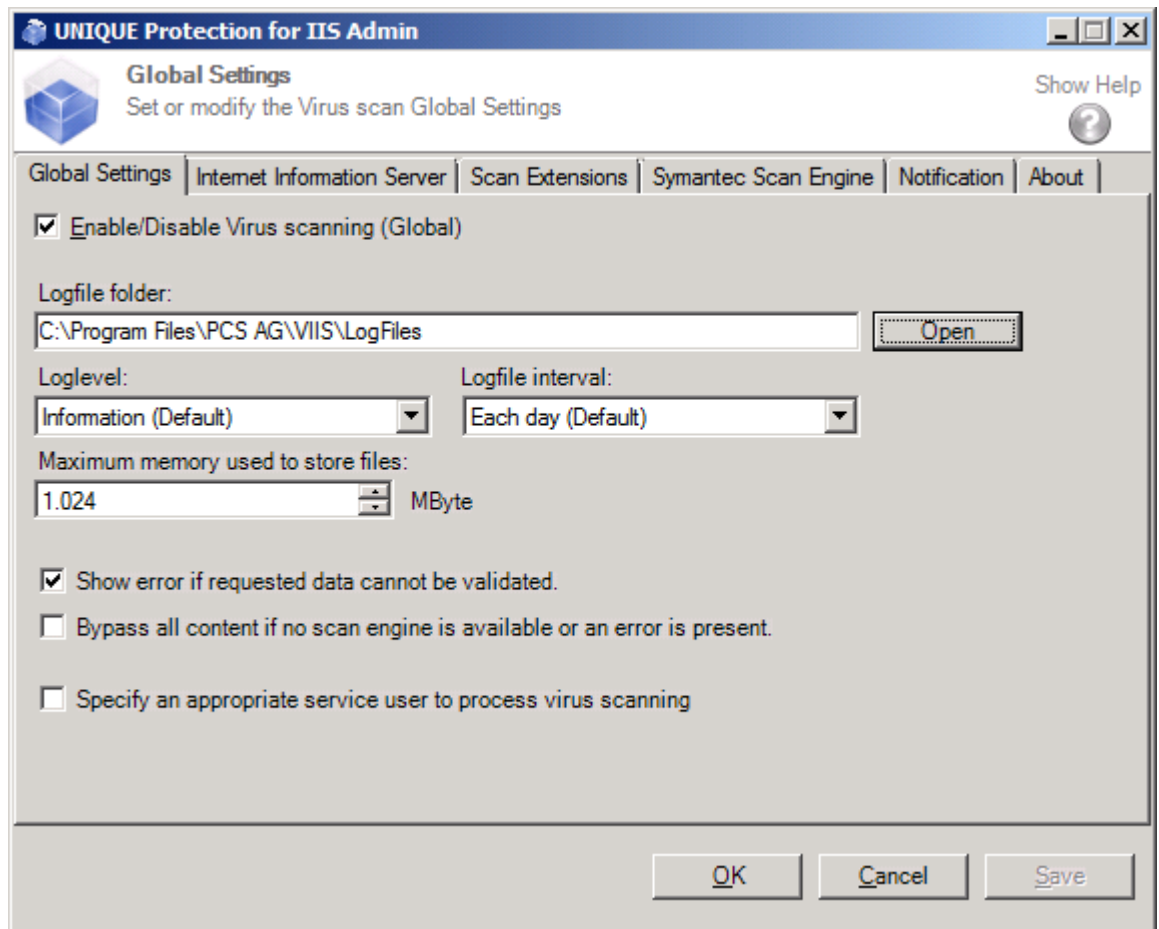 UNIQUE Protection for IIS Admin
Global Settings
Set or modify the Virus scan Global Settings
Show Help
?
Global Settings Internet Information Server Scan Extensions Symantec Scan Engine Notification About
Enable/Disable Virus scanning (Global)
Logfile folder:
C:\Program Files\PCS AG\VIIS\LogFiles Open
Loglevel: Logfile interval:
Information (Default) Each day (Default)
Maximum memory used to store files:
1.024 MByte
Show error if requested data cannot be validated.
Bypass all content if no scan engine is available or an error is present.
Specify an appropriate service user to process virus scanning
OK Cancel Save